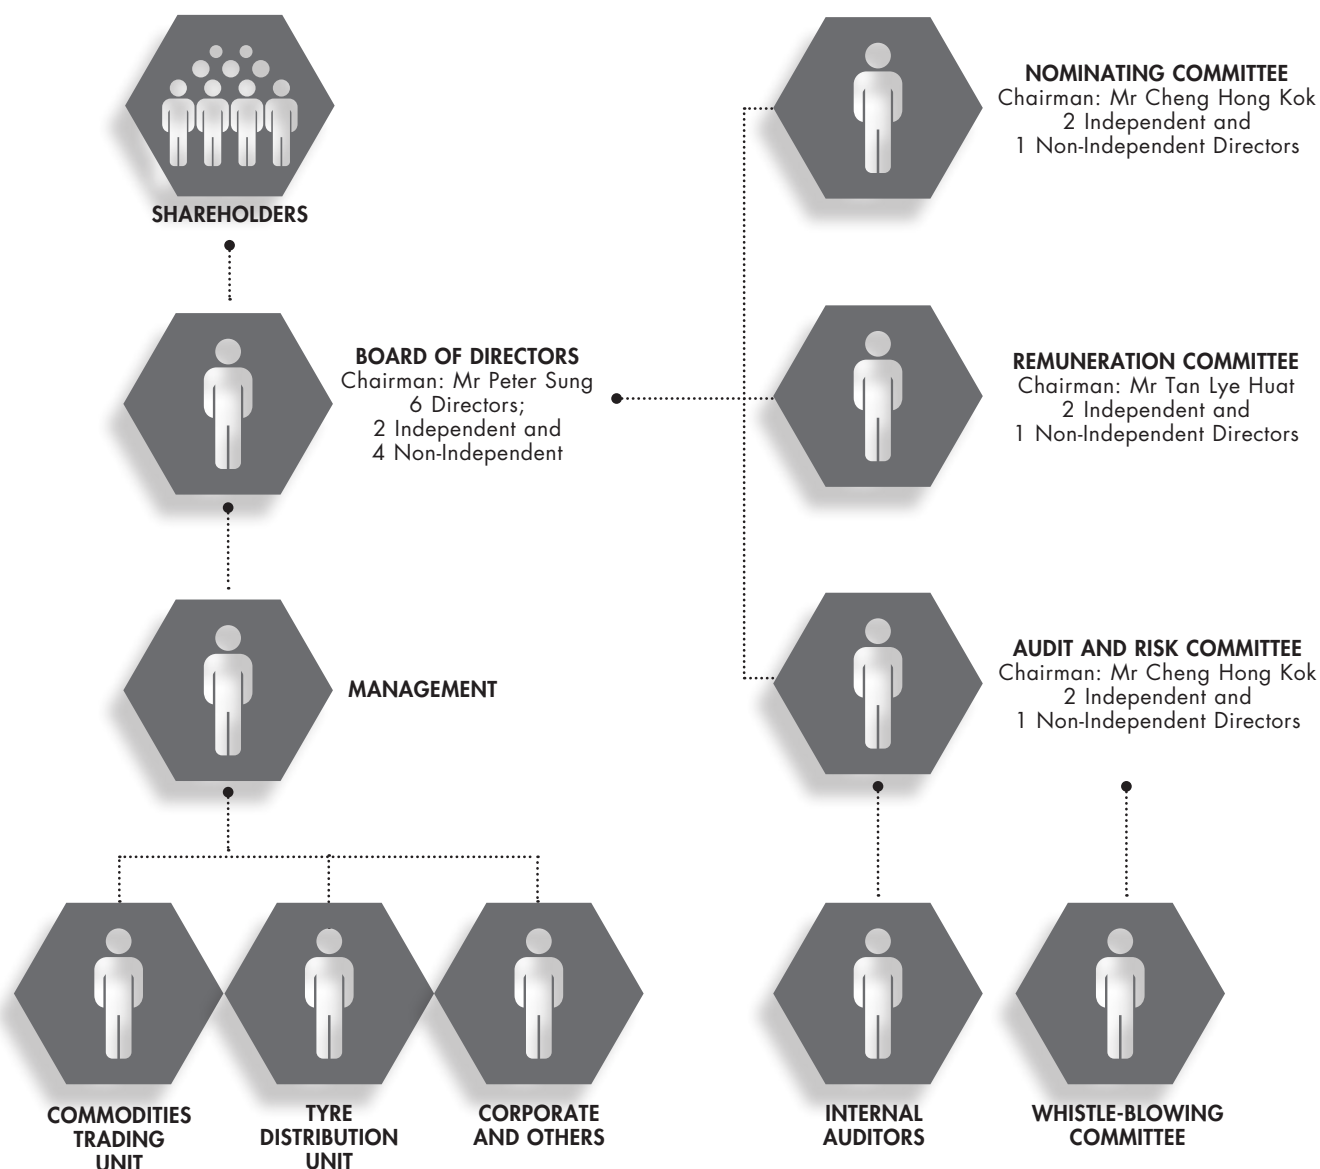 SHAREHOLDERS
BOARD OF DIRECTORS
Chairman: Mr Peter Sung
6 Directors;
2 Independent and
4 Non-Independent
MANAGEMENT
COMMODITIES
TRADING
UNIT
TYRE
DISTRIBUTION
UNIT
CORPORATE
AND OTHERS
NOMINATING COMMITTEE
Chairman: Mr Cheng Hong Kok
2 Independent and
1 Non-Independent Directors
REMUNERATION COMMITTEE
Chairman: Mr Tan Lye Huat
2 Independent and
1 Non-Independent Directors
AUDIT AND RISK COMMITTEE
Chairman: Mr Cheng Hong Kok
2 Independent and
1 Non-Independent Directors
INTERNAL
AUDITORS
WHISTLE-BLOWING
COMMITTEE